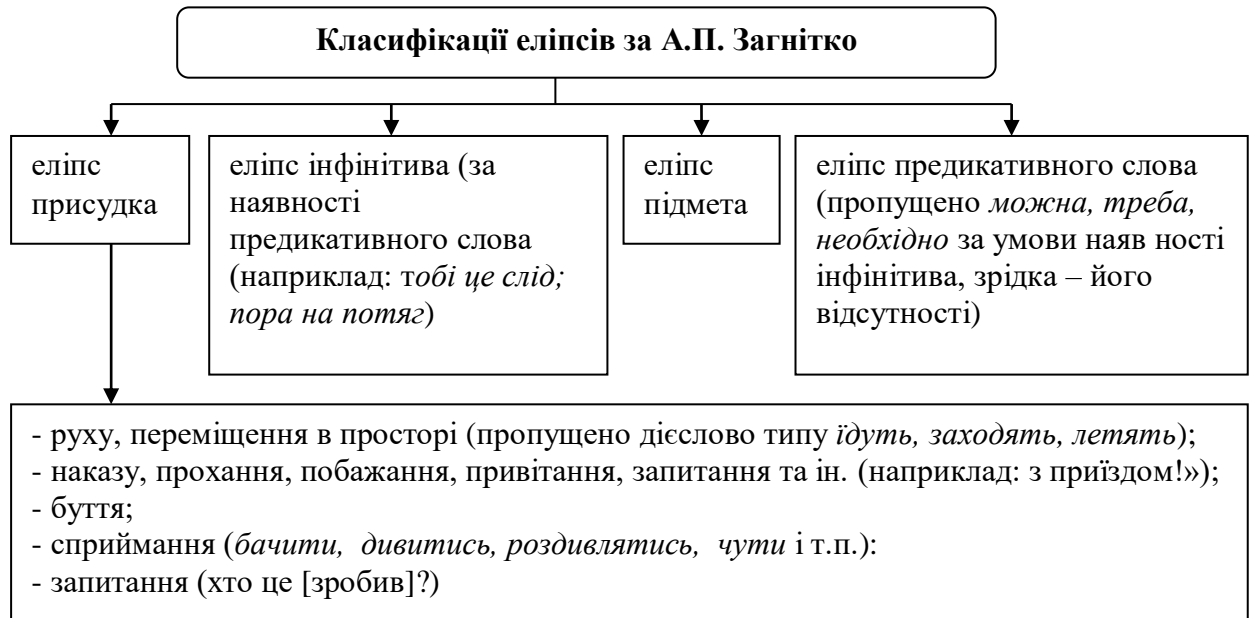 Класифікації еліпсів за А.П. Загнітко
еліпс
присудка
еліпс інфінітива (за
наявності
предикативного слова
(наприклад: тобі це слід;
пора на потяг)
еліпс
підмета
еліпс предикативного слова
(пропущено можна, треба,
необхідно за умови наяв ності
інфінітива, зрідка – його
відсутності)
- руху, переміщення в просторі (пропущено дієслово типу їдуть, заходять, летять);
- наказу, прохання, побажання, привітання, запитання та ін. (наприклад: з приїздом!»);
- буття;
- сприймання (бачити, дивитись, роздивлятись, чути і т.п.):
- запитання (хто це [зробив]?)